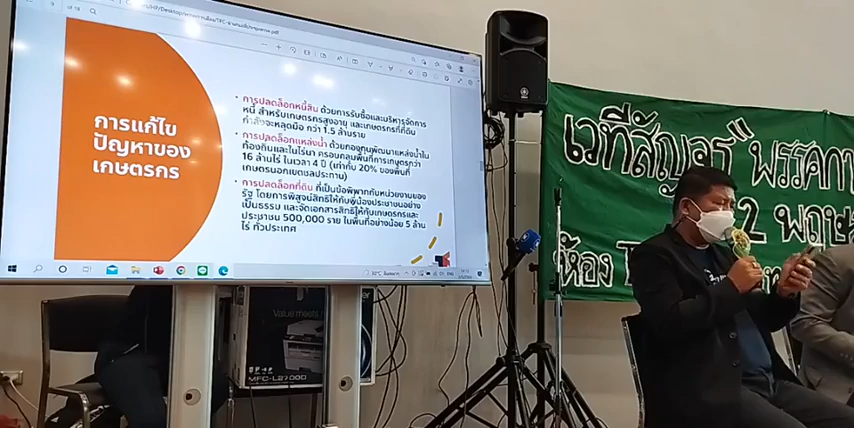 การแก้ไข
ปัญหาของ
เกษตรกร
• การปลดล็อกหนี้สิน ด้วยการรับซื้อและบริหารจัดการ
หนี้ สำหรับเกษตรกรสูงอายุ และเกษตรกรที่ที่ดิน
กำลังจะหลุดมือ กว่า 1.5 ล้านราย
• การปลดล็อกแหล่งน้ำ ด้วยกองทุนพัฒนาแหล่งน้ำใน
ท้องถิ่นและในไร่นา ครอบคลุมพื้นที่การเกษตรกว่า
16 ล้านไร่ ในเวลา 4 ปี (เท่ากับ 20% ของพื้นที่
เกษตรนอกเขตชลประทาน)
• การปลดล็อกที่ดิน ที่เป็นข้อพิพาทกับหน่วยงานของ
รัฐ โดยการพิสูจน์สิทธิให้กับพี่น้องประชาชนอย่าง
เป็นธรรม และจัดเอกสารสิทธิให้กับเกษตรกรและ
ประชาชน 500,000 ราย ในพื้นที่อย่างน้อย 5 ล้าน
ไร่ ทั่วประเทศ
เวทีสัญจร "พรรคกา
2 พฤษ
ห้อง
MFC-L2700D